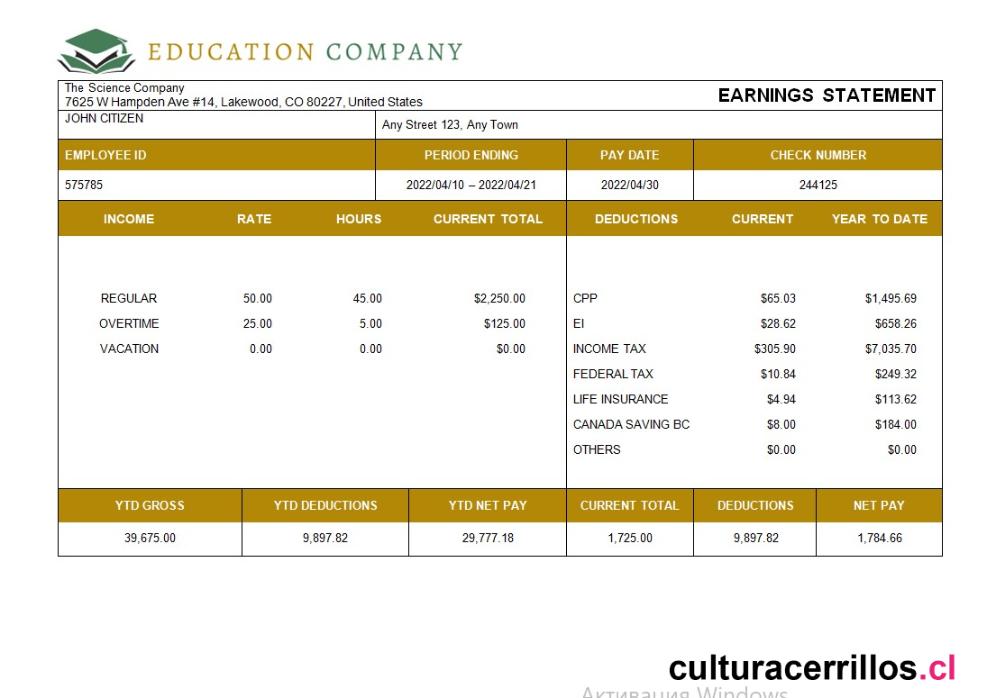 EDUCATION COMPANY
The Science Company
7625 W Hampden Ave #14, Lakewood, CO 80227, United States
EARNINGS STATEMENT
JOHN CITIZEN
Any Street 123, Any Town
EMPLOYEE ID PERIOD ENDING PAY DATE CHECK NUMBER
575785 2022/04/10 – 2022/04/21 2022/04/30 244125
INCOME RATE HOURS CURRENT TOTAL DEDUCTIONS CURRENT YEAR TO DATE
REGULAR 50.00 45.00 $2,250.00 CPP $65.03 $1,495.69
OVERTIME 25.00 5.00 $125.00 EI $28.62 $658.26
VACATION 0.00 0.00 $0.00 INCOME TAX $305.90 $7,035.70
FEDERAL TAX $10.84 $249.32
LIFE INSURANCE $4.94 $113.62
CANADA SAVING BC $8.00 $184.00
OTHERS $0.00 $0.00
YTD GROSS YTD DEDUCTIONS YTD NET PAY CURRENT TOTAL DEDUCTIONS NET PAY
39,675.00 9,897.82 29,777.18 1,725.00 9,897.82 1,784.66
culturacerrillos.cl
Активация Windows